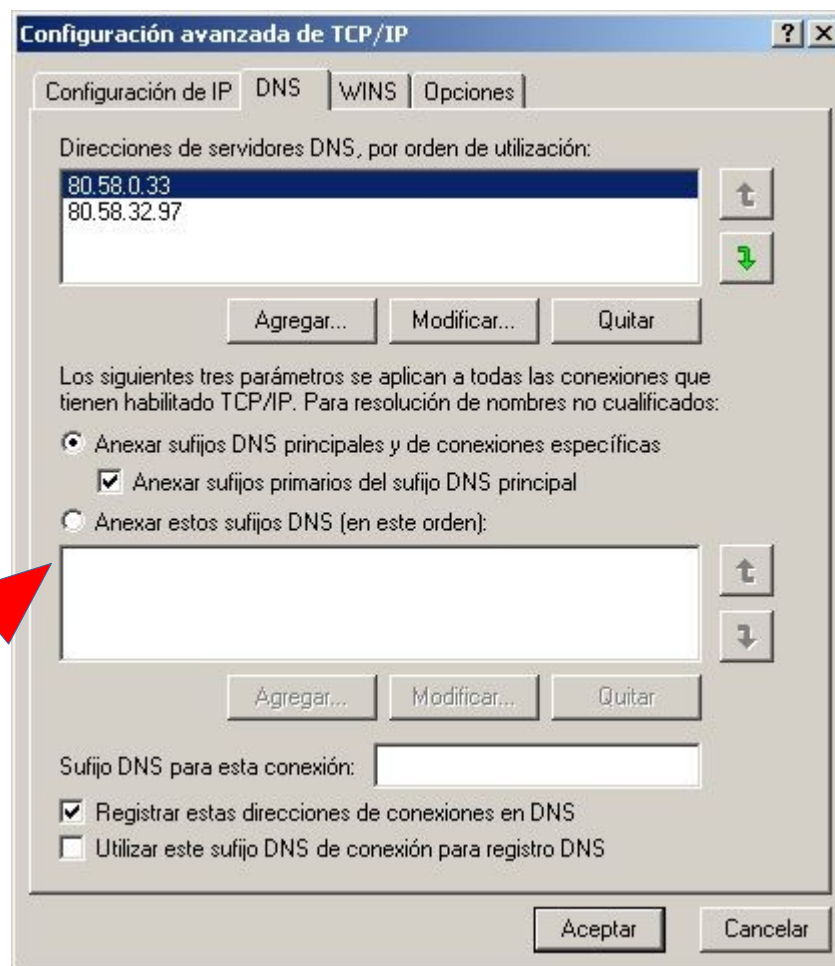 Configuración avanzada de TCP/IP
Configuración de IP DNS WINS Opciones
Direcciones de servidores DNS, por orden de utilización:
80.58.0.33
80.58.32.97
Agregar... Modificar... Quitar
Los siguientes tres parámetros se aplican a todas las conexiones que
tienen habilitado TCP/IP. Para resolución de nombres no cualificados:
Anexar sufijos DNS principales y de conexiones específicas
Anexar sufijos primarios del sufijo DNS principal
Anexar estos sufijos DNS (en este orden):
Agregar... Modificar... Quitar
Sufijo DNS para esta conexión:
Registrar estas direcciones de conexiones en DNS
Utilizar este sufijo DNS de conexión para registro DNS
Aceptar Cancelar